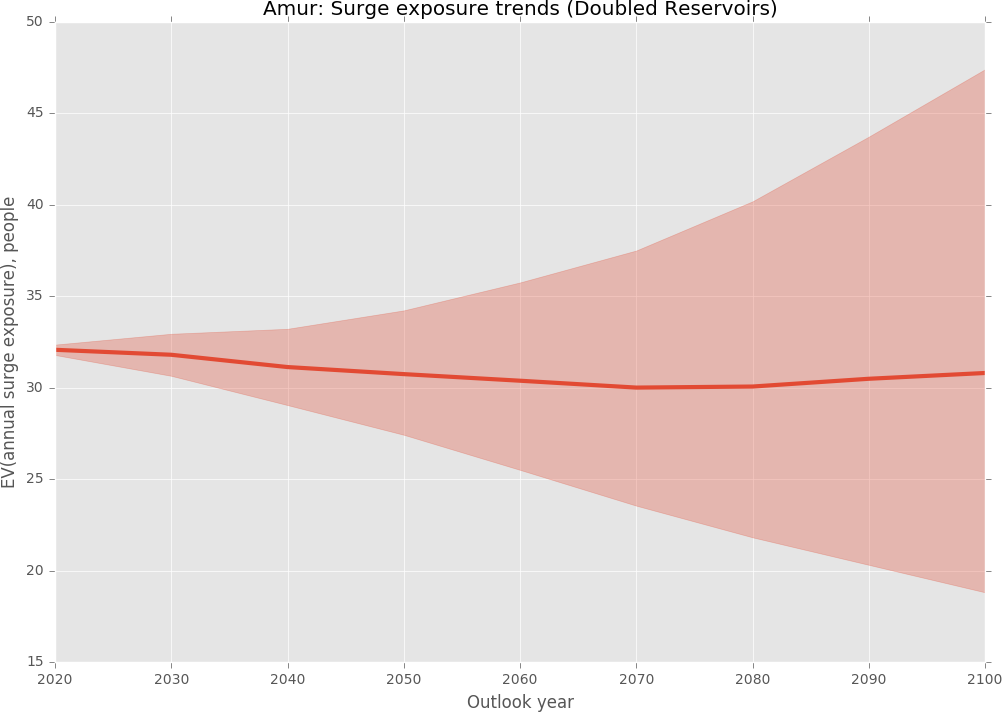 Amur: Surge exposure trends (Doubled Reservoirs)
EV(annual surge exposure), people
50
45
40
35
30
25
20
15
2020 2030 2040 2050 2060 2070 2080 2090 2100
Outlook year